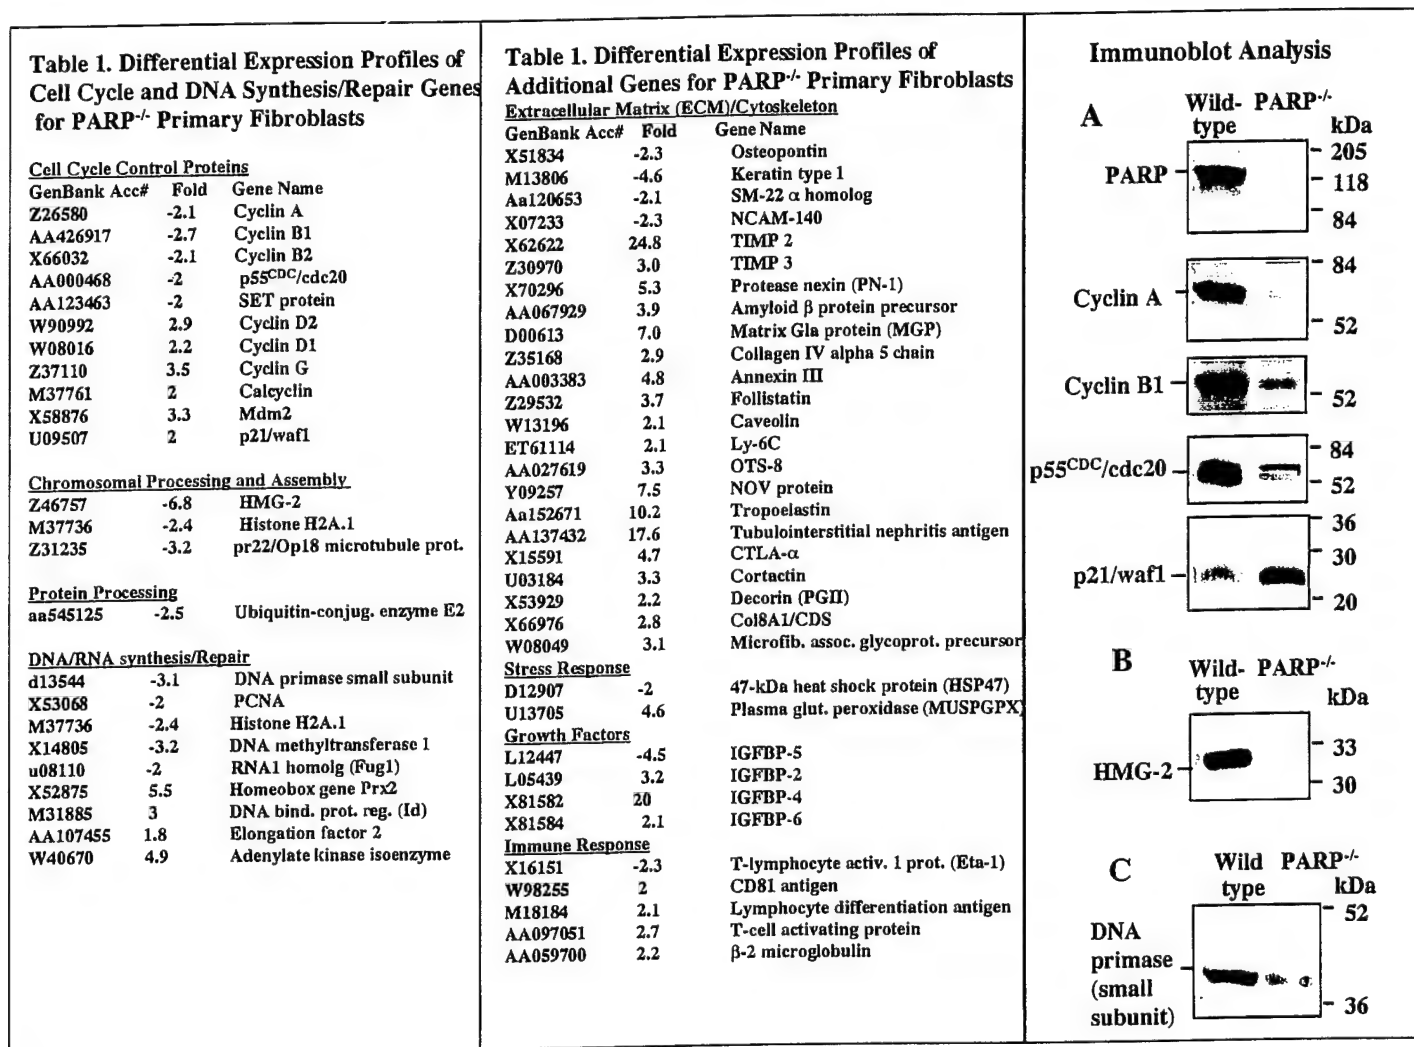 Table 1. Differential Expression Profiles of
Cell Cycle and DNA Synthesis/Repair Genes
for PARP-/- Primary Fibroblasts
Cell Cycle Control Proteins
GenBank Acc# Fold Gene Name
Z26580 -2.1 Cyclin A
AA426917 -2.7 Cyclin B1
X66032 -2.1 Cyclin B2
AA000468 -2 p55CDC/cdc20
AA123463 -2 SET protein
W90992 2.9 Cyclin D2
W08016 2.2 Cyclin D1
Z37110 3.5 Cyclin G
M37761 2 Calcyclin
X58876 3.3 Mdm2
U09507 2 p21/waf1
Chromosomal Processing and Assembly
Z46757 -6.8 HMG-2
M37736 -2.4 Histone H2A.1
Z31235 -3.2 pr22/Op18 microtubule prot.
Protein Processing
aa545125 -2.5 Ubiquitin-conjug. enzyme E2
DNA/RNA synthesis/Repair
d13544 -3.1 DNA primase small subunit
X53068 -2 PCNA
M37736 -2.4 Histone H2A.1
X14805 -3.2 DNA methyltransferase 1
u08110 -2 RNA1 homolg (Fug1)
X52875 5.5 Homeobox gene Prx2
M31885 3 DNA bind. prot. reg. (Id)
AA107455 1.8 Elongation factor 2
W40670 4.9 Adenylate kinase isoenzyme
Table 1. Differential Expression Profiles of
Additional Genes for PARP-/- Primary Fibroblasts
Extracellular Matrix (ECM)/Cytoskeleton
GenBank Acc# Fold Gene Name
X51834 -2.3 Osteopontin
M13806 -4.6 Keratin type 1
Aa120653 -2.1 SM-22 α homolog
X07233 -2.3 NCAM-140
X62622 24.8 TIMP 2
Z30970 3.0 TIMP 3
X70296 5.3 Protease nexin (PN-1)
AA067929 3.9 Amyloid β protein precursor
D00613 7.0 Matrix Gla protein (MGP)
Z35168 2.9 Collagen IV alpha 5 chain
AA003383 4.8 Annexin III
Z29532 3.7 Follistatin
W13196 2.1 Caveolin
ET61114 2.1 Ly-6C
AA027619 3.3 OTS-8
Y09257 7.5 NOV protein
Aa152671 10.2 Tropoelastin
AA137432 17.6 Tubulointerstitial nephritis antigen
X15591 4.7 CTLA-α
U03184 3.3 Cortactin
X53929 2.2 Decorin (PGII)
X66976 2.8 Col8A1/CDS
W08049 3.1 Microfib. assoc. glycoprot. precursor
Stress Response
D12907 -2 47-kDa heat shock protein (HSP47)
U13705 4.6 Plasma glut. peroxidase (MUSPGPX)
Growth Factors
L12447 -4.5 IGFBP-5
L05439 3.2 IGFBP-2
X81582 20 IGFBP-4
X81584 2.1 IGFBP-6
Immune Response
X16151 -2.3 T-lymphocyte activ. 1 prot. (Eta-1)
W98255 2 CD81 antigen
M18184 2.1 Lymphocyte differentiation antigen
AA097051 2.7 T-cell activating protein
AA059700 2.2 β-2 microglobulin
Immunoblot Analysis
A
Wild- PARP-/-
type kDa
205
PARP 118
84
84
Cyclin A
52
Cyclin B1
52
84
p55CDC/cdc20
52
36
30
p21/waf1
20
B
Wild- PARP-/-
type kDa
33
HMG-2
30
C
Wild PARP-/-
type kDa
52
DNA
primase
(small
36
subunit)